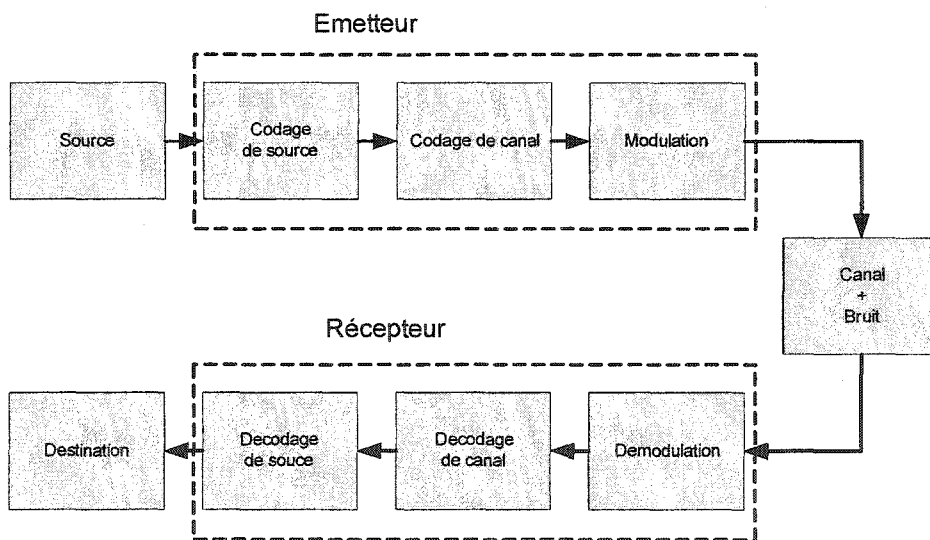 Emetteur
Source
Codage
de source
Codage de canal
Modulation
Canal
+
Bruit
Récepteur
Destination
Decodage
de souce
Decodage
de canal
Demodulation